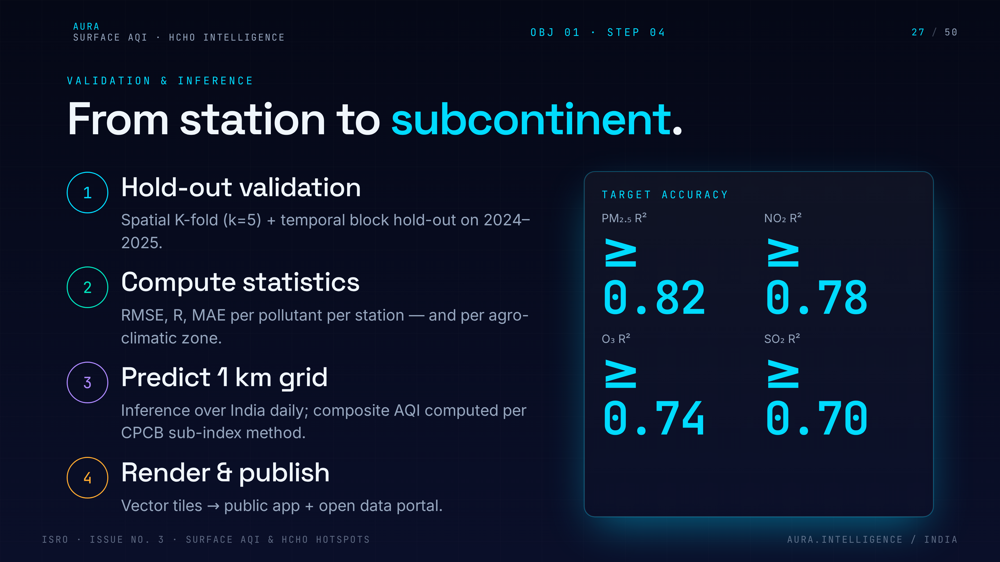 AURA
SURFACE AQI · HCHO INTELLIGENCE
OBJ 01 · STEP 04
27 / 50
VALIDATION & INFERENCE
From station to subcontinent.
1
Hold-out validation
Spatial K-fold (k=5) + temporal block hold-out on 2024–
2025.
2
Compute statistics
RMSE, R, MAE per pollutant per station — and per agro-
climatic zone.
3
Predict 1 km grid
Inference over India daily; composite AQI computed per
CPCB sub-index method.
4
Render & publish
Vector tiles → public app + open data portal.
TARGET ACCURACY
PM₂.₅ R²
≥
0.82
NO₂ R²
≥
0.78
O₃ R²
≥
0.74
SO₂ R²
≥
0.70
ISRO · ISSUE NO. 3 · SURFACE AQI & HCHO HOTSPOTS
AURA.INTELLIGENCE / INDIA